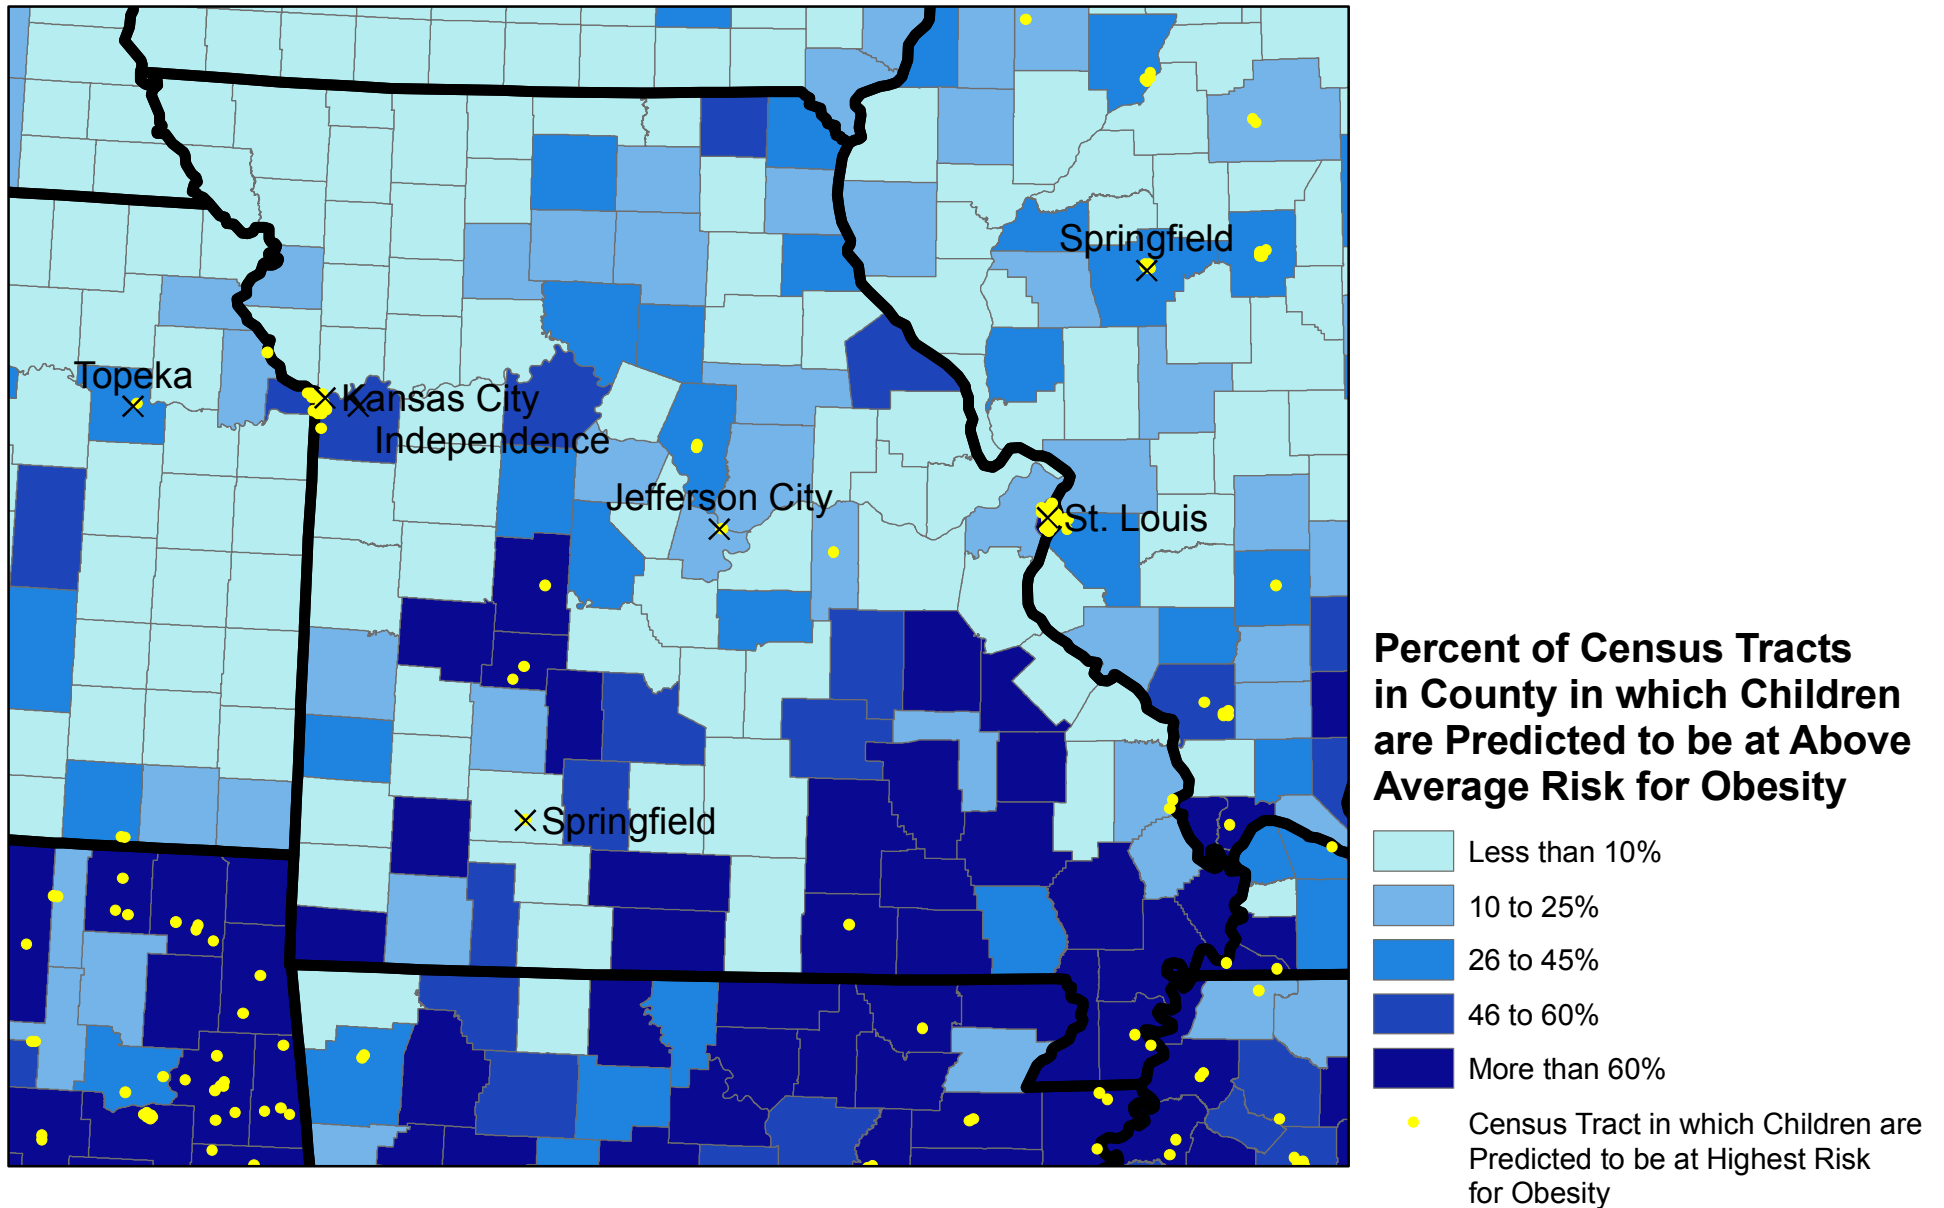 Springfield
Topeka
Kansas City
Independence
Jefferson City
St. Louis
Springfield
Percent of Census Tracts
in County in which Children
are Predicted to be at Above
Average Risk for Obesity
Less than 10%
10 to 25%
26 to 45%
46 to 60%
More than 60%
Census Tract in which Children are
Predicted to be at Highest Risk
for Obesity